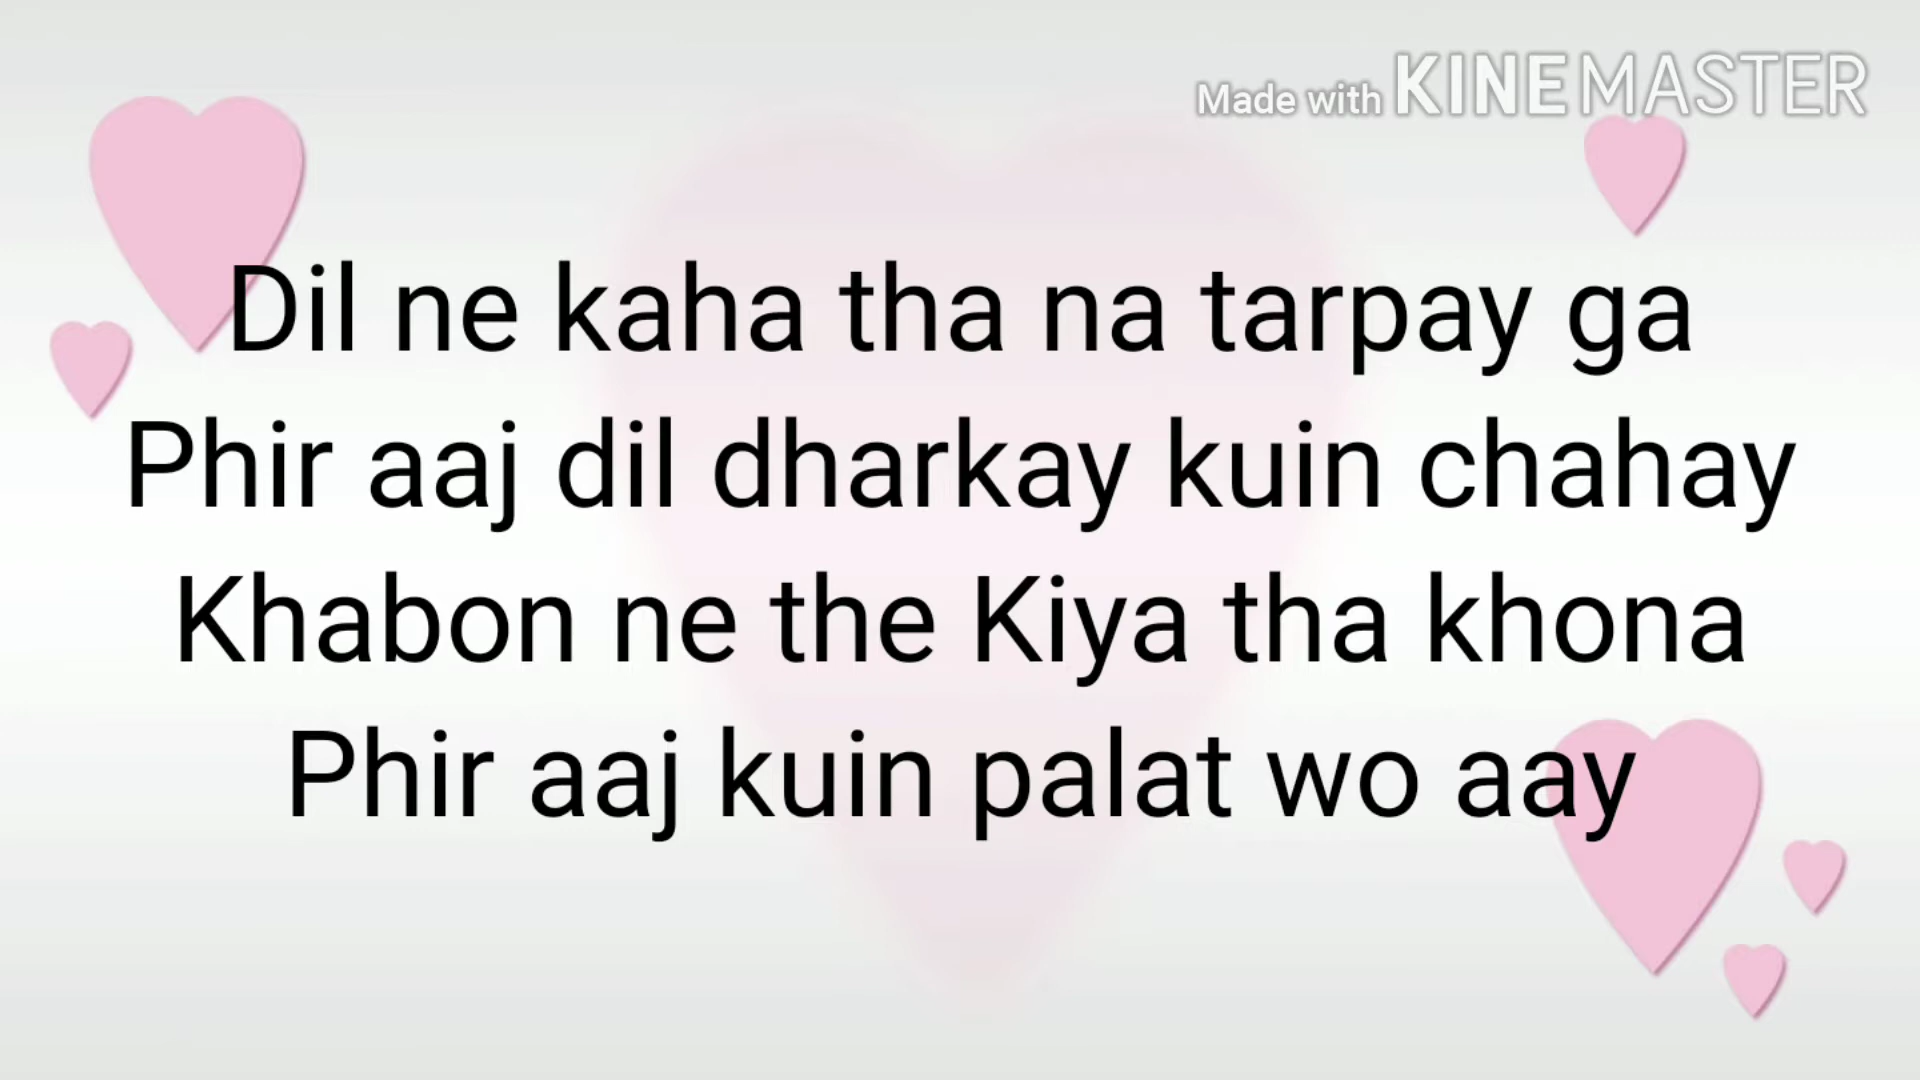 Made with KINEMASTER
Dil ne kaha tha na tarpay ga
Phir aaj dil dharkay kuin chahay
Khabon ne the Kiya tha khona
Phir aaj kuin palat wo aay